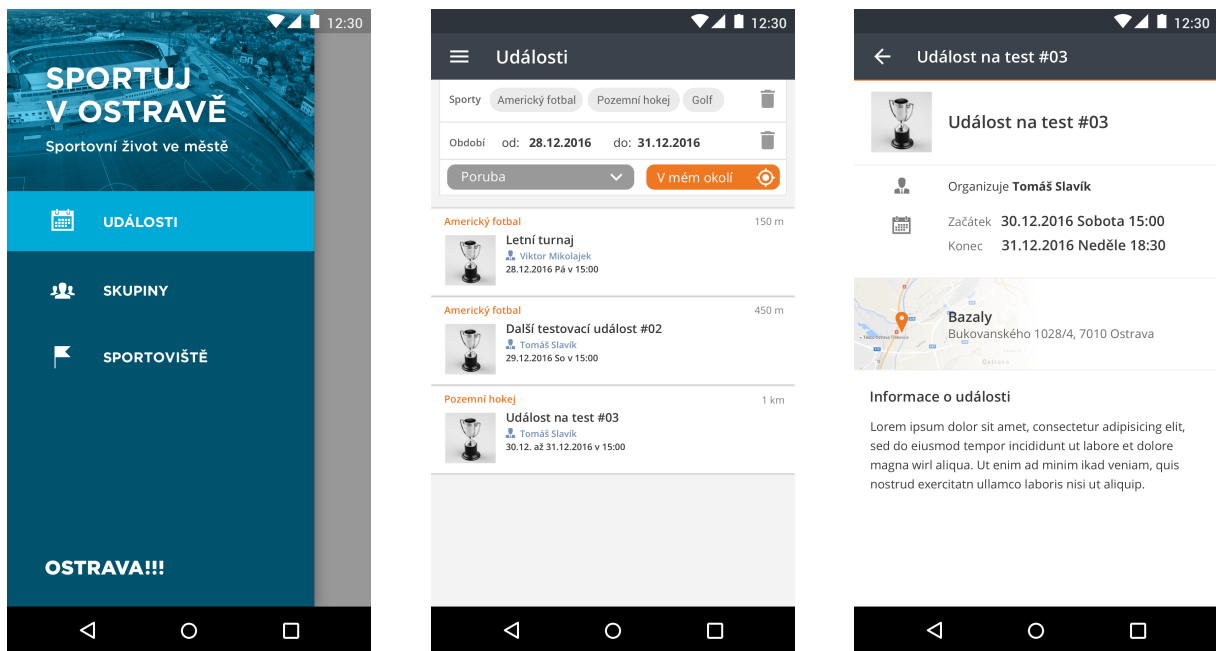 12:30
SPORTUJ
V OSTRAVĚ
Sportovní život ve městě
UDÁLOSTI
SKUPINY
SPORTOVIŠTĚ
OSTRAVA!!!
12:30
Události
Sporty Americký fotbal Pozemní hokej Golf
Období od: 28.12.2016 do: 31.12.2016
Poruba V mém okolí
Americký fotbal 150 m
Letní turnaj
Viktor Mikolajek
28.12.2016 Pá v 15:00
Americký fotbal 450 m
Další testovací událost #02
Tomáš Slavík
29.12.2016 So v 15:00
Pozemní hokej 1 km
Událost na test #03
Tomáš Slavík
30.12. až 31.12.2016 v 15:00
12:30
Událost na test #03
Událost na test #03
Organizuje Tomáš Slavík
Začátek 30.12.2016 Sobota 15:00
Konec 31.12.2016 Neděle 18:30
Bazaly
Bukovanského 1028/4, 7010 Ostrava
Ostrava
Informace o události
Lorem ipsum dolor sit amet, consectetur adipisicing elit,
sed do eiusmod tempor incididunt ut labore et dolore
magna wirl aliqua. Ut enim ad minim ikad veniam, quis
nostrud exercitatn ullamco laboris nisi ut aliquip.